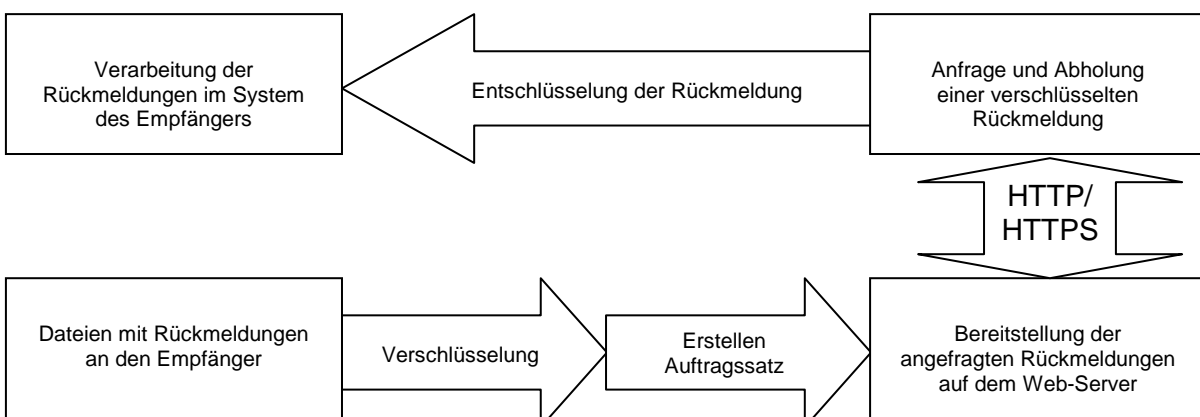 Verarbeitung der
Rückmeldungen im System
des Empfängers
Entschlüsselung der Rückmeldung
Anfrage und Abholung
einer verschlüsselten
Rückmeldung
HTTP/
HTTPS
Dateien mit Rückmeldungen
an den Empfänger
Verschlüsselung
Erstellen
Auftragssatz
Bereitstellung der
angefragten Rückmeldungen
auf dem Web-Server